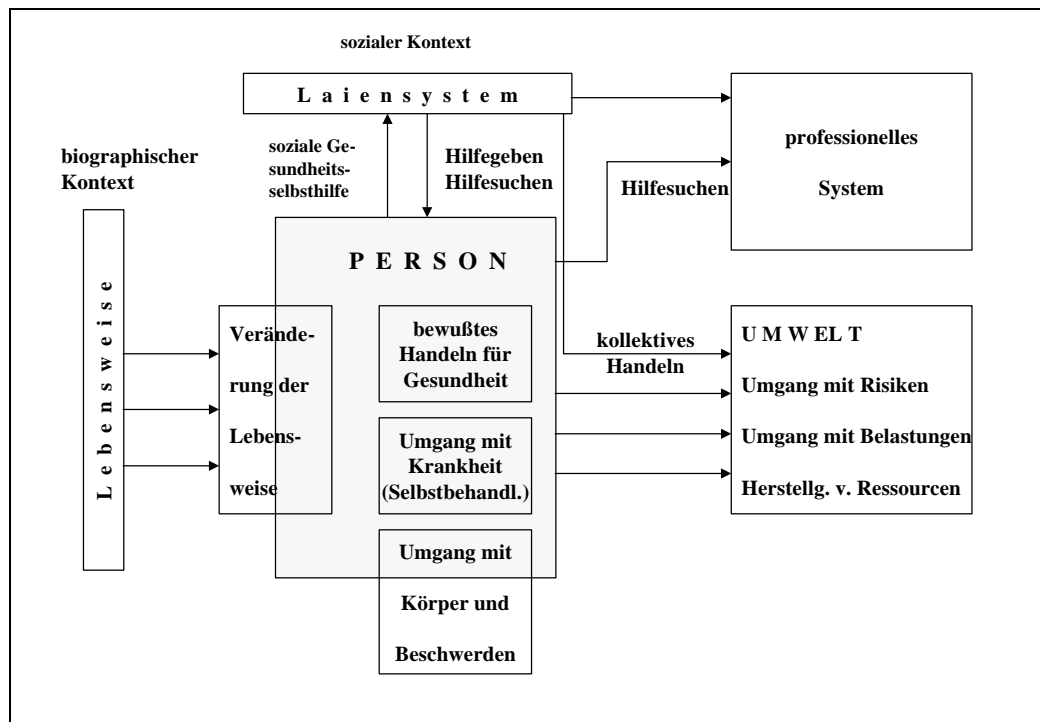 sozialer Kontext
L a i e n s y s t e m
biographischer
Kontext
soziale Ge-
sundheits-
selbsthilfe
Hilfegeben
Hilfesuchen
Hilfesuchen
professionelles
System
P E R S O N
L e b e n s w e i s e
Verände-
rung der
Lebens-
weise
bewußtes
Handeln für
Gesundheit
Umgang mit
Krankheit
(Selbstbehandl.)
Umgang mit
Körper und
Beschwerden
kollektives
Handeln
U M W EL T
Umgang mit Risiken
Umgang mit Belastungen
Herstellg. v. Ressourcen